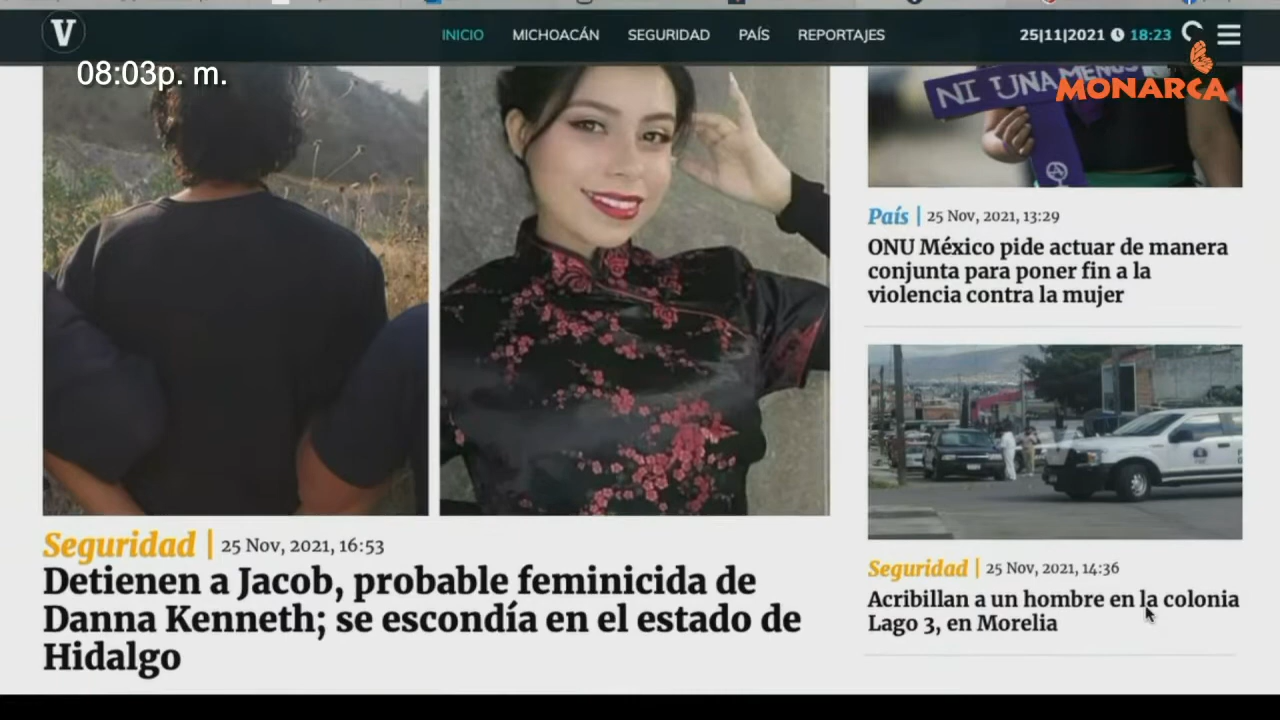 V
INICIO MICHOACÁN SEGURIDAD PAÍS REPORTAJES 25|11|2021 18:23
08:03p. m.
NI UNA MENOS
MONARCA
País | 25 Nov, 2021, 13:29
ONU México pide actuar de manera
conjunta para poner fin a la
violencia contra la mujer
Seguridad | 25 Nov, 2021, 16:53
Detienen a Jacob, probable feminicida de
Danna Kenneth; se escondía en el estado de
Hidalgo
Seguridad | 25 Nov, 2021, 14:36
Acribillan a un hombre en la colonia
Lago 3, en Morelia